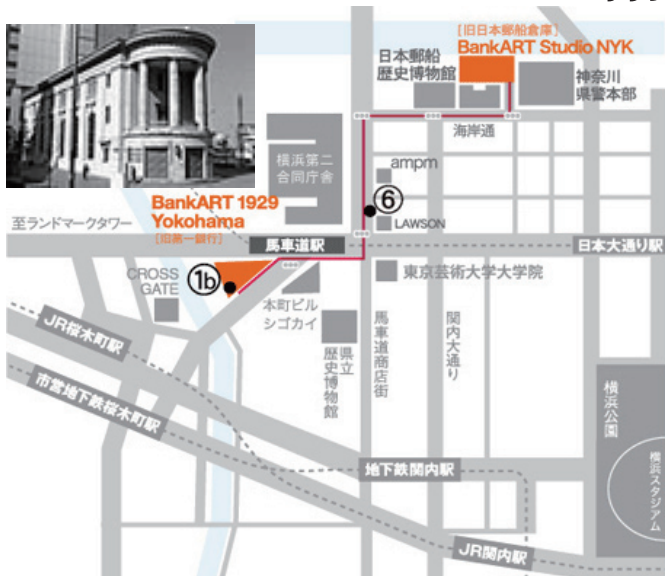 [旧日本郵船倉庫]
BankART Studio NYK
日本郵船
歴史博物館
神奈川
県警本部
海岸通
横浜第二
合同庁舎
ampm
⑥
LAWSON
BankART 1929
Yokohama
[旧第一銀行]
至ランドマークタワー
馬車道駅
日本大通り駅
CROSS
GATE
1b
東京芸術大学大学院
本町ビル
シゴカイ
県立
歴史博物館
馬車道商店街
関内大通り
JR桜木町駅
市営地下鉄桜木町駅
横浜公園
横浜スタジアム
地下鉄関内駅
JR関内駅